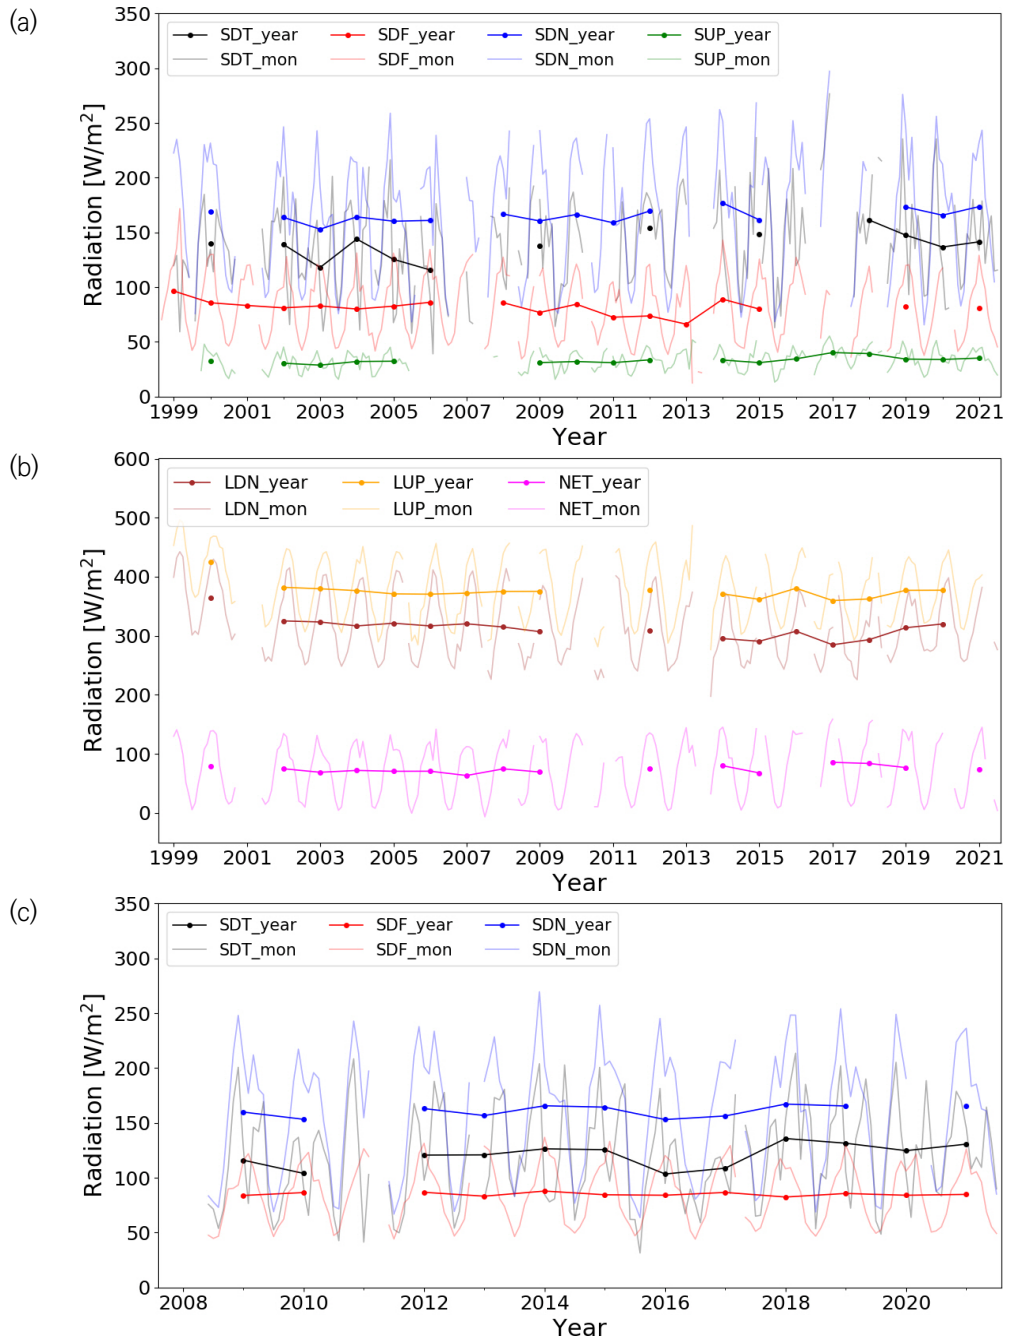 (a)
350
300
250
200
150
100
50
0
Radiation [W/m²]
SDT_year SDF_year SDN_year SUP_year
SDT_mon SDF_mon SDN_mon SUP_mon
1999 2001 2003 2005 2007 2009 2011 2013 2015 2017 2019 2021
Year
(b)
600
500
400
300
200
100
0
Radiation [W/m²]
LDN_year LUP_year NET_year
LDN_mon LUP_mon NET_mon
1999 2001 2003 2005 2007 2009 2011 2013 2015 2017 2019 2021
Year
(c)
350
300
250
200
150
100
50
0
Radiation [W/m²]
SDT_year SDF_year SDN_year
SDT_mon SDF_mon SDN_mon
2008 2010 2012 2014 2016 2018 2020
Year